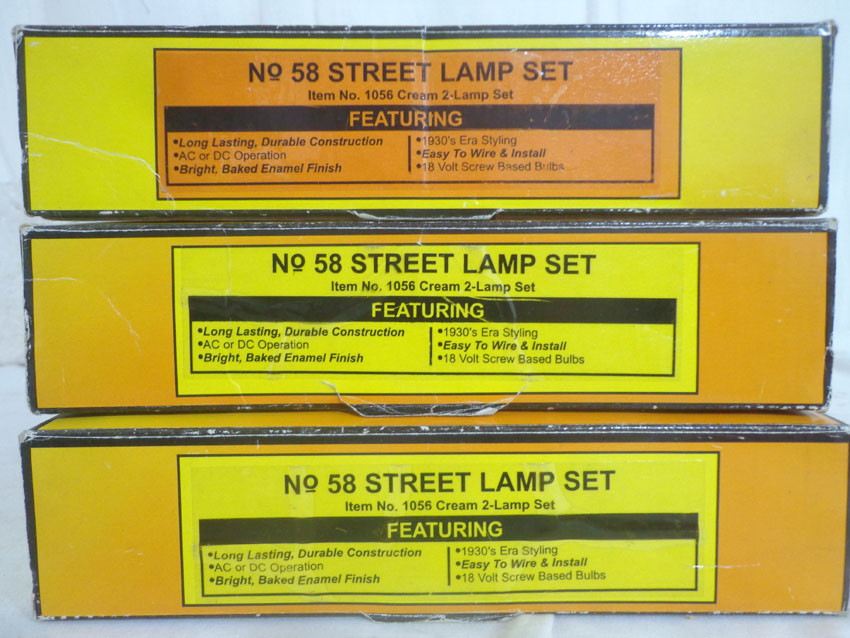 Nº 58 STREET LAMP SET
Item No. 1056 Cream 2-Lamp Set
FEATURING
•Long Lasting, Durable Construction
•AC or DC Operation
•Bright, Baked Enamel Finish
•1930's Era Styling
•Easy To Wire & Install
•18 Volt Screw Based Bulbs
Nº 58 STREET LAMP SET
Item No. 1056 Cream 2-Lamp Set
FEATURING
•Long Lasting, Durable Construction
•AC or DC Operation
•Bright, Baked Enamel Finish
•1930's Era Styling
•Easy To Wire & Install
•18 Volt Screw Based Bulbs
Nº 58 STREET LAMP SET
Item No. 1056 Cream 2-Lamp Set
FEATURING
•Long Lasting, Durable Construction
•AC or DC Operation
•Bright, Baked Enamel Finish
•1930's Era Styling
•Easy To Wire & Install
•18 Volt Screw Based Bulbs